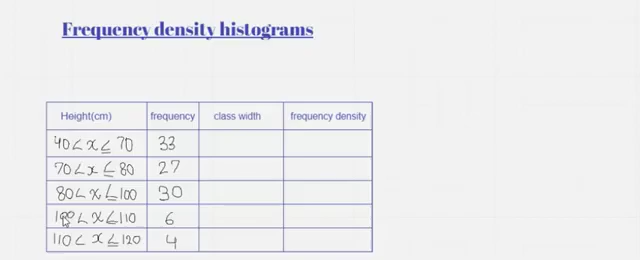 Frequency density histograms
Height(cm) frequency class width frequency density
40 < x ≤ 70 33
70 < x ≤ 80 27
80 < x ≤ 100 30
100 < x ≤ 110 6
110 < x ≤ 120 4